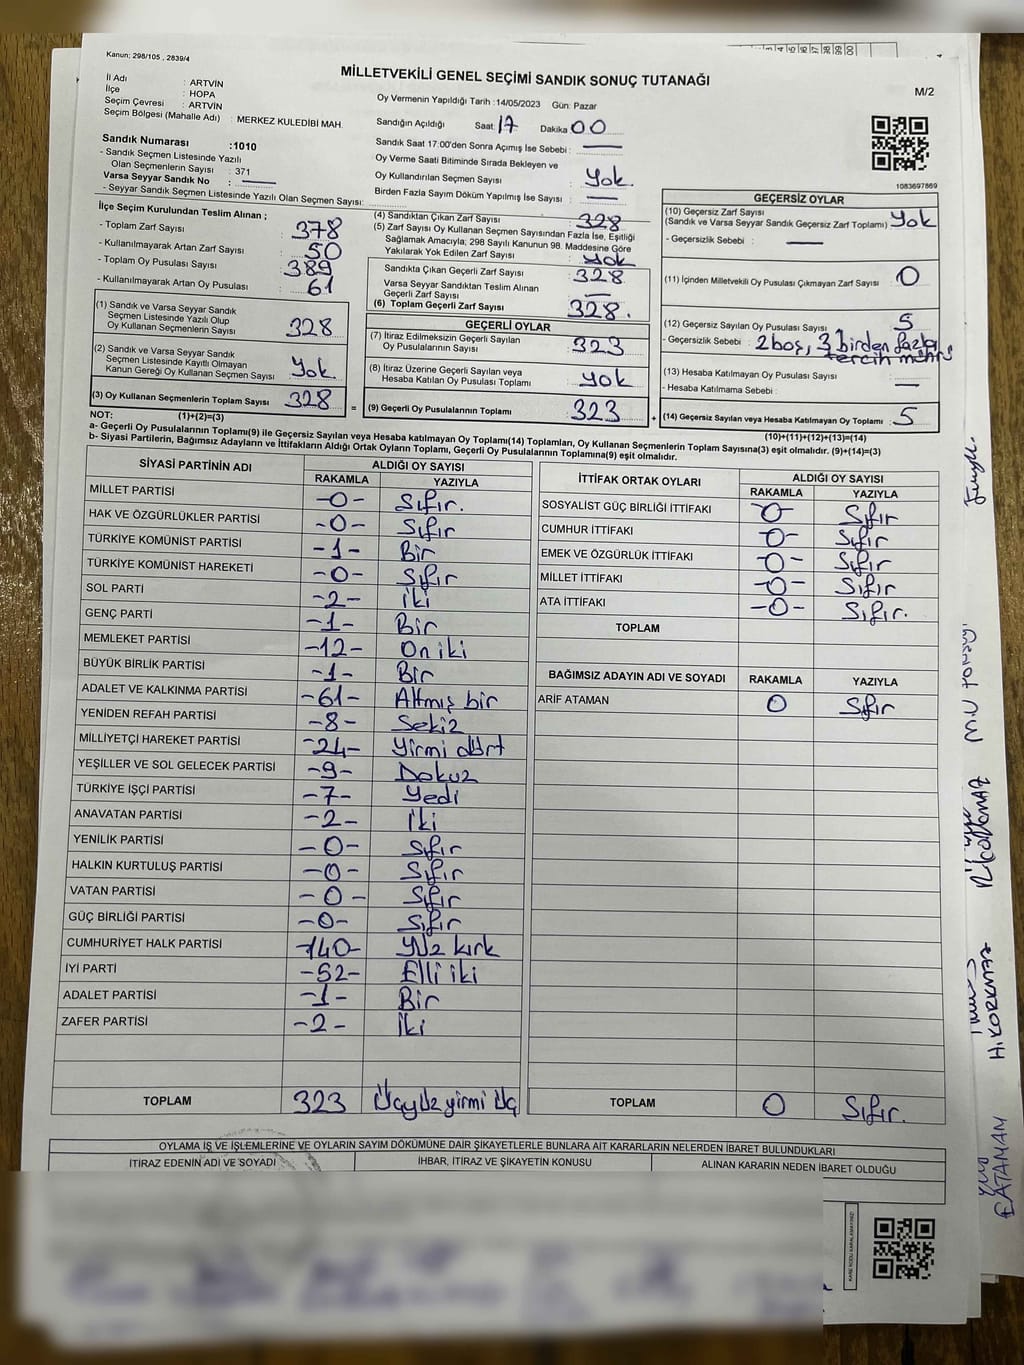 Kanun; 298/105 , 2839/4
MİLLETVEKİLİ GENEL SEÇİMİ SANDIK SONUÇ TUTANAĞI
M/2
İl Adı : ARTVİN
İlçe : HOPA
Seçim Çevresi : ARTVİN
Seçim Bölgesi (Mahalle Adı) : MERKEZ KULEDİBİ MAH.
Sandık Numarası :1010
- Sandık Seçmen Listesinde Yazılı
Olan Seçmenlerin Sayısı : 371
Varsa Seyyar Sandık No :
- Seyyar Sandık Seçmen Listesinde Yazılı Olan Seçmen Sayısı:
Oy Vermenin Yapıldığı Tarih :14/05/2023 Gün: Pazar
Sandığın Açıldığı Saat: 17 Dakika 00
Sandık Saat 17:00'den Sonra Açımış İse Sebebi :
Oy Verme Saati Bitiminde Sırada Bekleyen ve
Oy Kullandırılan Seçmen Sayısı : Yok.
Birden Fazla Sayım Döküm Yapılmış İse Sayısı :
1083697869
İlçe Seçim Kurulundan Teslim Alınan ;
- Toplam Zarf Sayısı : 378
- Kullanılmayarak Artan Zarf Sayısı : 50
- Toplam Oy Pusulası Sayısı : 389
- Kullanılmayarak Artan Oy Pusulası : 61
(1) Sandık ve Varsa Seyyar Sandık
Seçmen Listesinde Yazılı Olup
Oy Kullanan Seçmenlerin Sayısı 328
(2) Sandık ve Varsa Seyyar Sandık
Seçmen Listesinde Kayıtlı Olmayan
Kanun Gereği Oy Kullanan Seçmen Sayısı Yok
(3) Oy Kullanan Seçmenlerin Toplam Sayısı 328
(4) Sandıktan Çıkan Zarf Sayısı : 328
(5) Zarf Sayısı Oy Kullanan Seçmen Sayısından Fazla İse, Eşitliği
Sağlamak Amacıyla; 298 Sayılı Kanunun 98. Maddesine Göre
Yakılarak Yok Edilen Zarf Sayısı : Yok
Sandıkta Çıkan Geçerli Zarf Sayısı : 328
Varsa Seyyar Sandıktan Teslim Alınan
Geçerli Zarf Sayısı
(6) Toplam Geçerli Zarf Sayısı : 328.
GEÇERLİ OYLAR
(7) İtiraz Edilmeksizin Geçerli Sayılan
Oy Pusulalarının Sayısı : 323
(8) İtiraz Üzerine Geçerli Sayılan veya
Hesaba Katılan Oy Pusulası Toplamı : yok
= (9) Geçerli Oy Pusulalarının Toplamı : 323 +
GEÇERSİZ OYLAR
(10) Geçersiz Zarf Sayısı
(Sandık ve Varsa Seyyar Sandık Geçersiz Zarf Toplamı) : Yok
- Geçersizlik Sebebi :
(11) İçinden Milletvekili Oy Pusulası Çıkmayan Zarf Sayısı : 0
(12) Geçersiz Sayılan Oy Pusulası Sayısı : 5
- Geçersizlik Sebebi : 2 boş, 3 birden fazla
tercih mührü
(13) Hesaba Katılmayan Oy Pusulası Sayısı :
- Hesaba Katılmama Sebebi :
(14) Geçersiz Sayılan veya Hesaba Katılmayan Oy Toplamı : 5
NOT: (1)+(2)=(3)
(10)+(11)+(12)+(13)=(14)
a- Geçerli Oy Pusulalarının Toplamı(9) ile Geçersiz Sayılan veya Hesaba katılmayan Oy Toplamı(14) Toplamları, Oy Kullanan Seçmenlerin Toplam Sayısına(3) eşit olmalıdır. (9)+(14)=(3)
b- Siyasi Partilerin, Bağımsız Adayların ve İttifakların Aldığı Ortak Oyların Toplamı, Geçerli Oy Pusulalarının Toplamına(9) eşit olmalıdır.
SİYASİ PARTİNİN ADI ALDIĞI OY SAYISI
RAKAMLA YAZIYLA
MİLLET PARTİSİ -0- Sıfır.
HAK VE ÖZGÜRLÜKLER PARTİSİ -0- Sıfır
TÜRKİYE KOMÜNİST PARTİSİ -1- Bir
TÜRKİYE KOMÜNİST HAREKETİ -0- Sıfır
SOL PARTİ -2- iki
GENÇ PARTİ -1- Bir
MEMLEKET PARTİSİ -12- On iki
BÜYÜK BİRLİK PARTİSİ -1- Bir
ADALET VE KALKINMA PARTİSİ -61- Altmış bir
YENİDEN REFAH PARTİSİ -8- Sekiz
MİLLİYETÇİ HAREKET PARTİSİ -24- Yirmi dört
YEŞİLLER VE SOL GELECEK PARTİSİ -9- Dokuz
TÜRKİYE İŞÇİ PARTİSİ -7- Yedi
ANAVATAN PARTİSİ -2- İki
YENİLİK PARTİSİ -0- Sıfır
HALKIN KURTULUŞ PARTİSİ -0- Sıfır
VATAN PARTİSİ -0- Sıfır
GÜÇ BİRLİĞİ PARTİSİ -0- Sıfır
CUMHURİYET HALK PARTİSİ -140- Yüz kırk
İYİ PARTİ -52- Elli iki
ADALET PARTİSİ -1- Bir
ZAFER PARTİSİ -2- İki
TOPLAM 323 Üçyüz yirmi üç
İTTİFAK ORTAK OYLARI ALDIĞI OY SAYISI
RAKAMLA YAZIYLA
SOSYALİST GÜÇ BİRLİĞİ İTTİFAKI -0- Sıfır
CUMHUR İTTİFAKI -0- Sıfır
EMEK VE ÖZGÜRLÜK İTTİFAKI -0- Sıfır
MİLLET İTTİFAKI -0- Sıfır
ATA İTTİFAKI -0- Sıfır.
TOPLAM
BAĞIMSIZ ADAYIN ADI VE SOYADI RAKAMLA YAZIYLA
ARİF ATAMAN 0 Sıfır
TOPLAM 0 Sıfır.
OYLAMA İŞ VE İŞLEMLERİNE VE OYLARIN SAYIM DÖKÜMÜNE DAİR ŞİKAYETLERLE BUNLARA AİT KARARLARIN NELERDEN İBARET BULUNDUKLARI
İTİRAZ EDENİN ADI VE SOYADI İHBAR, İTİRAZ VE ŞİKAYETİN KONUSU ALINAN KARARIN NEDEN İBARET OLDUĞU
H.KORKMAZ
E.ATAMAN